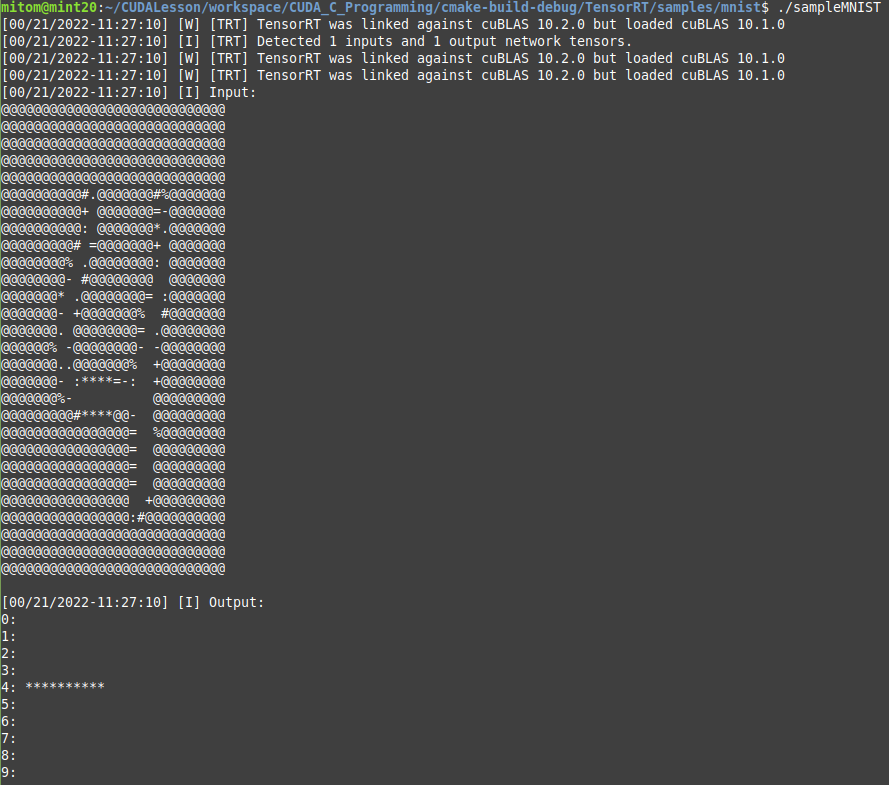 mitom@mint20:~/CUDALesson/workspace/CUDA_C_Programming/cmake-build-debug/TensorRT/samples/mnist$ ./sampleMNIST
[00/21/2022-11:27:10] [W] [TRT] TensorRT was linked against cuBLAS 10.2.0 but loaded cuBLAS 10.1.0
[00/21/2022-11:27:10] [I] [TRT] Detected 1 inputs and 1 output network tensors.
[00/21/2022-11:27:10] [W] [TRT] TensorRT was linked against cuBLAS 10.2.0 but loaded cuBLAS 10.1.0
[00/21/2022-11:27:10] [W] [TRT] TensorRT was linked against cuBLAS 10.2.0 but loaded cuBLAS 10.1.0
[00/21/2022-11:27:10] [I] Input:
@@@@@@@@@@@@@@@@@@@@@@@@@@@@
@@@@@@@@@@@@@@@@@@@@@@@@@@@@
@@@@@@@@@@@@@@@@@@@@@@@@@@@@
@@@@@@@@@@@@@@@@@@@@@@@@@@@@
@@@@@@@@@@@@@@@@@@@@@@@@@@@@
@@@@@@@@@@#.@@@@@@@#%@@@@@@@
@@@@@@@@@@+ @@@@@@@=-@@@@@@@
@@@@@@@@@@: @@@@@@@*.@@@@@@@
@@@@@@@@@# =@@@@@@@+ @@@@@@@
@@@@@@@@% .@@@@@@@@: @@@@@@@
@@@@@@@@- #@@@@@@@@  @@@@@@@
@@@@@@@* .@@@@@@@@= :@@@@@@@
@@@@@@@- +@@@@@@@%  #@@@@@@@
@@@@@@@. @@@@@@@@= .@@@@@@@@
@@@@@@% -@@@@@@@@- -@@@@@@@@
@@@@@@@..@@@@@@@%  +@@@@@@@@
@@@@@@@- :****=-:  +@@@@@@@@
@@@@@@@%-          @@@@@@@@@
@@@@@@@@@#****@@-  @@@@@@@@@
@@@@@@@@@@@@@@@@=  %@@@@@@@@
@@@@@@@@@@@@@@@@=  @@@@@@@@@
@@@@@@@@@@@@@@@@=  @@@@@@@@@
@@@@@@@@@@@@@@@@=  @@@@@@@@@
@@@@@@@@@@@@@@@@  +@@@@@@@@@
@@@@@@@@@@@@@@@@:#@@@@@@@@@@
@@@@@@@@@@@@@@@@@@@@@@@@@@@@
@@@@@@@@@@@@@@@@@@@@@@@@@@@@
@@@@@@@@@@@@@@@@@@@@@@@@@@@@
[00/21/2022-11:27:10] [I] Output:
0:
1:
2:
3:
4: **********
5:
6:
7:
8:
9: